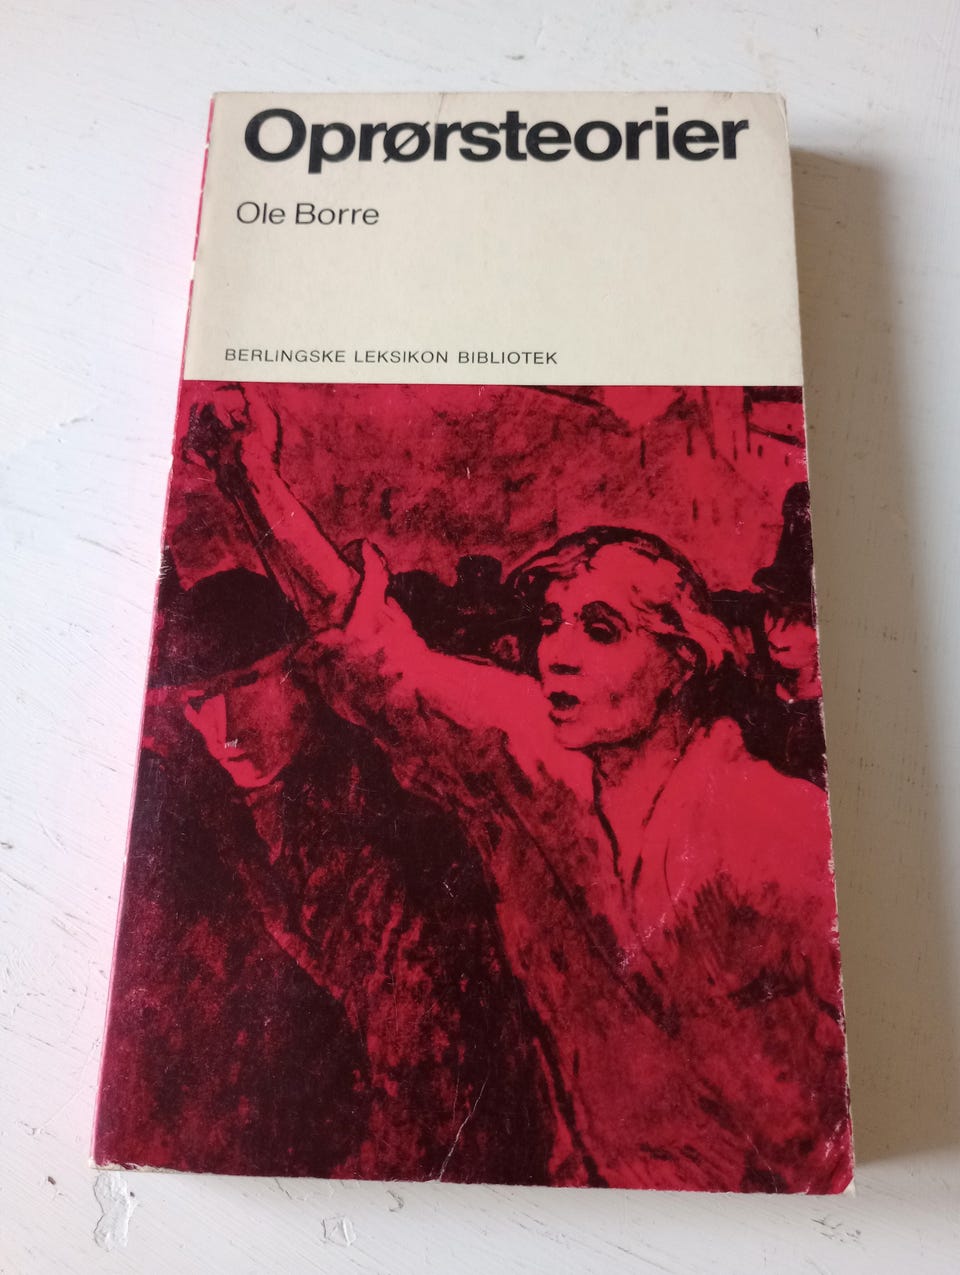 Oprørsteorier
Ole Borre
BERLINGSKE LEKSIKON BIBLIOTEK